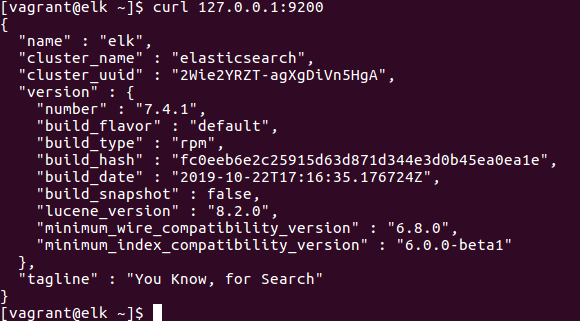 [vagrant@elk ~]$ curl 127.0.0.1:9200
{
  "name" : "elk",
  "cluster_name" : "elasticsearch",
  "cluster_uuid" : "2Wie2YRZT-agXgDiVn5HgA",
  "version" : {
    "number" : "7.4.1",
    "build_flavor" : "default",
    "build_type" : "rpm",
    "build_hash" : "fc0eeb6e2c25915d63d871d344e3d0b45ea0ea1e",
    "build_date" : "2019-10-22T17:16:35.176724Z",
    "build_snapshot" : false,
    "lucene_version" : "8.2.0",
    "minimum_wire_compatibility_version" : "6.8.0",
    "minimum_index_compatibility_version" : "6.0.0-beta1"
  },
  "tagline" : "You Know, for Search"
}
[vagrant@elk ~]$